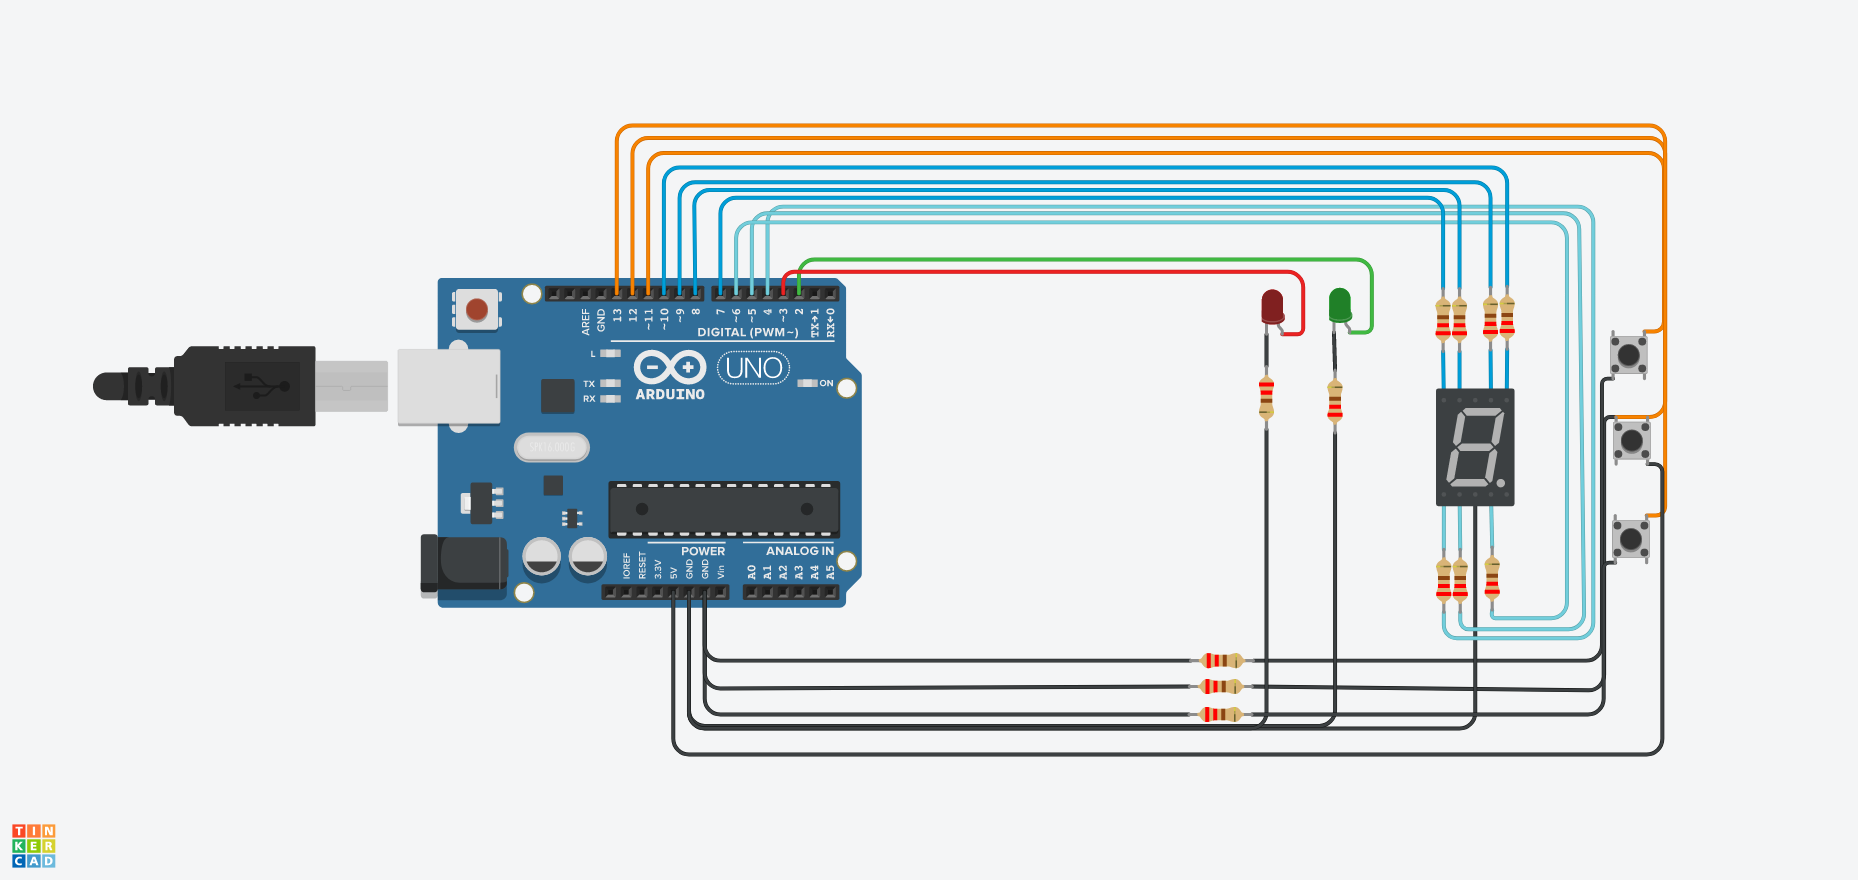 AREF
GND
13
12
~11
~10
~9
8
7
~6
~5
4
~3
2
TX→1
RX←0
DIGITAL (PWM~)
L
TX
RX
ARDUINO
UNO
ON
POWER
ANALOG IN
IOREF
RESET
3.3V
5V
GND
GND
Vin
A0
A1
A2
A3
A4
A5
TIN
KER
CAD